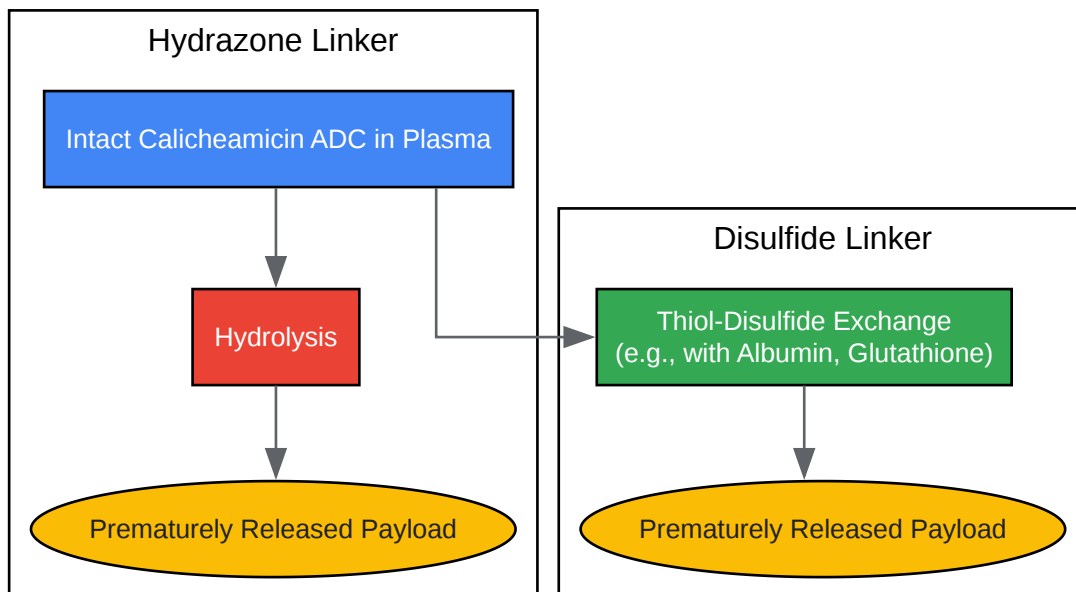 Hydrazone Linker
Intact Calicheamicin ADC in Plasma
Hydrolysis
Prematurely Released Payload
Disulfide Linker
Thiol-Disulfide Exchange
(e.g., with Albumin, Glutathione)
Prematurely Released Payload